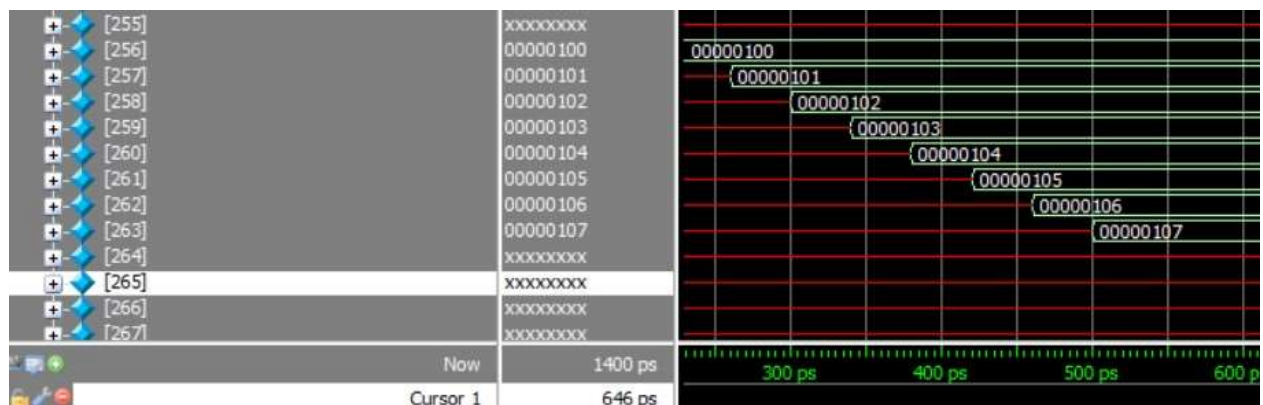 [255] xxxxxxxx
[256] 00000100 00000100
[257] 00000101 00000101
[258] 00000102 00000102
[259] 00000103 00000103
[260] 00000104 00000104
[261] 00000105 00000105
[262] 00000106 00000106
[263] 00000107 00000107
[264] xxxxxxxx
[265] xxxxxxxx
[266] xxxxxxxx
[267] xxxxxxxx
Now 1400 ps 300 ps 400 ps 500 ps 600 p
Cursor 1 646 ps